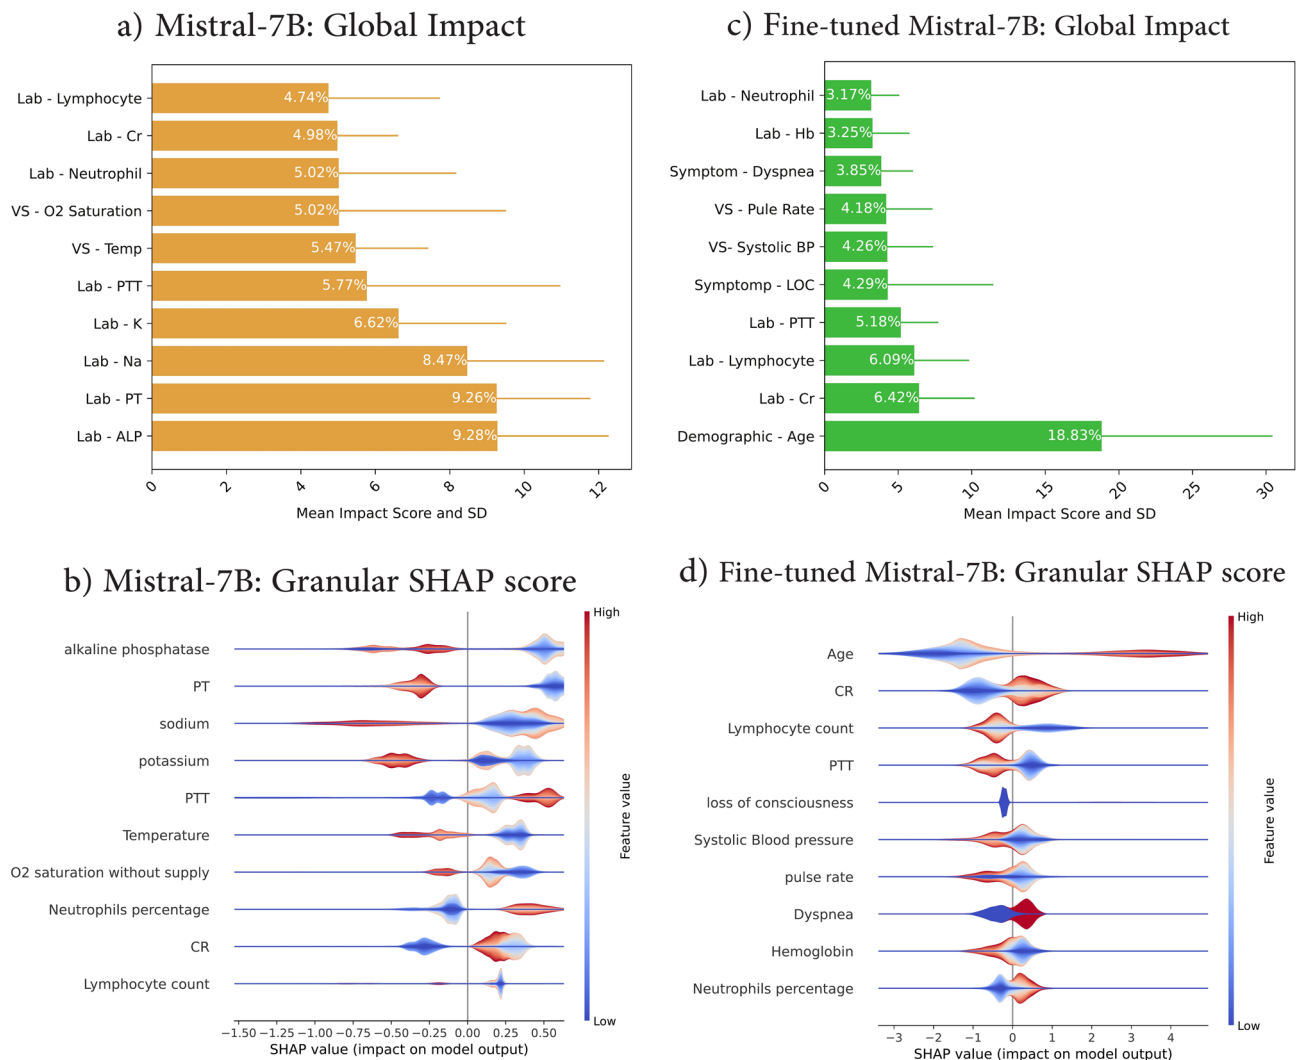 a) Mistral-7B: Global Impact
Lab - Lymphocyte 4.74%
Lab - Cr 4.98%
Lab - Neutrophil 5.02%
VS - O2 Saturation 5.02%
VS - Temp 5.47%
Lab - PTT 5.77%
Lab - K 6.62%
Lab - Na 8.47%
Lab - PT 9.26%
Lab - ALP 9.28%
0 2 4 6 8 10 12
Mean Impact Score and SD
c) Fine-tuned Mistral-7B: Global Impact
Lab - Neutrophil 3.17%
Lab - Hb 3.25%
Symptom - Dyspnea 3.85%
VS - Pule Rate 4.18%
VS- Systolic BP 4.26%
Symptomp - LOC 4.29%
Lab - PTT 5.18%
Lab - Lymphocyte 6.09%
Lab - Cr 6.42%
Demographic - Age 18.83%
0 5 10 15 20 25 30
Mean Impact Score and SD
b) Mistral-7B: Granular SHAP score
High
alkaline phosphatase
PT
sodium
potassium
PTT
Temperature
O2 saturation without supply
Neutrophils percentage
CR
Lymphocyte count
Feature value
Low
−1.50 −1.25 −1.00 −0.75 −0.50 −0.25 0.00 0.25 0.50
SHAP value (impact on model output)
d) Fine-tuned Mistral-7B: Granular SHAP score
High
Age
CR
Lymphocyte count
PTT
loss of consciousness
Systolic Blood pressure
pulse rate
Dyspnea
Hemoglobin
Neutrophils percentage
Feature value
Low
−3 −2 −1 0 1 2 3 4
SHAP value (impact on model output)